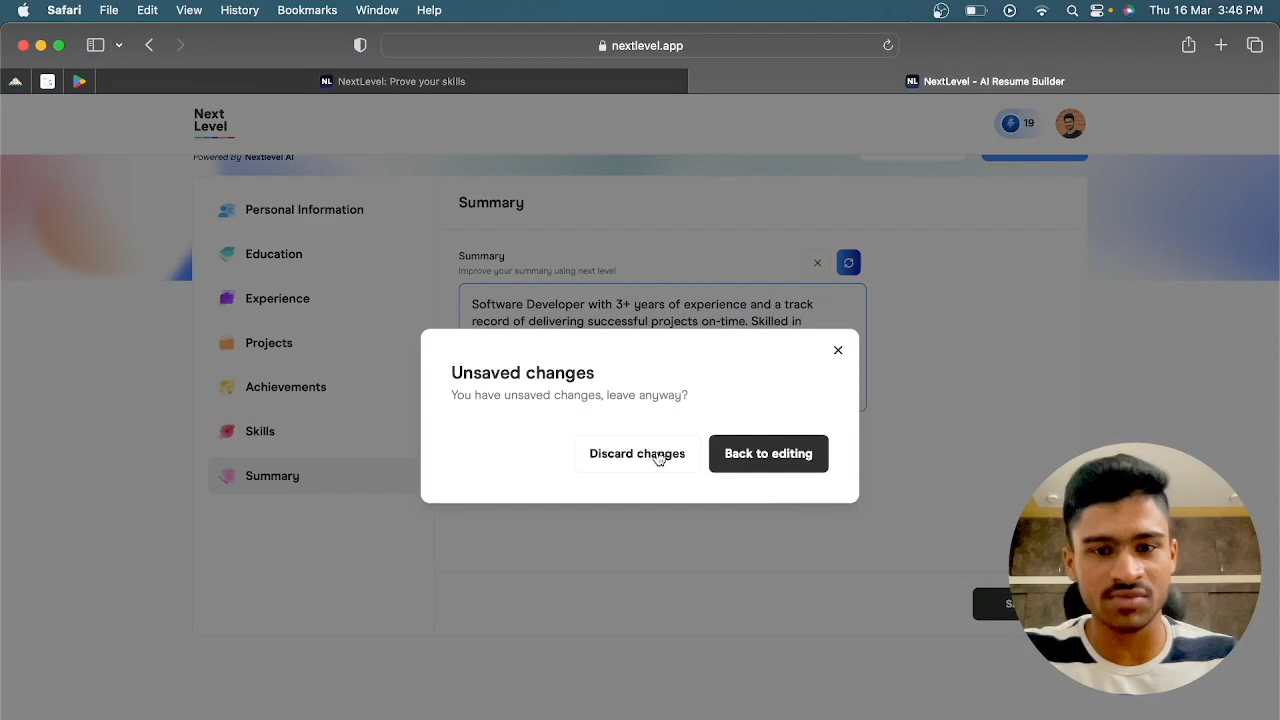 Safari File Edit View History Bookmarks Window Help Thu 16 Mar 3:46 PM
nextlevel.app
NL NextLevel: Prove your skills NL NextLevel - AI Resume Builder
Next
Level
19
Powered By Nextlevel AI
Personal Information
Education
Experience
Projects
Achievements
Skills
Summary
Summary
Summary
Improve your summary using next level
Software Developer with 3+ years of experience and a track
record of delivering successful projects on-time. Skilled in
Unsaved changes
You have unsaved changes, leave anyway?
Discard changes Back to editing